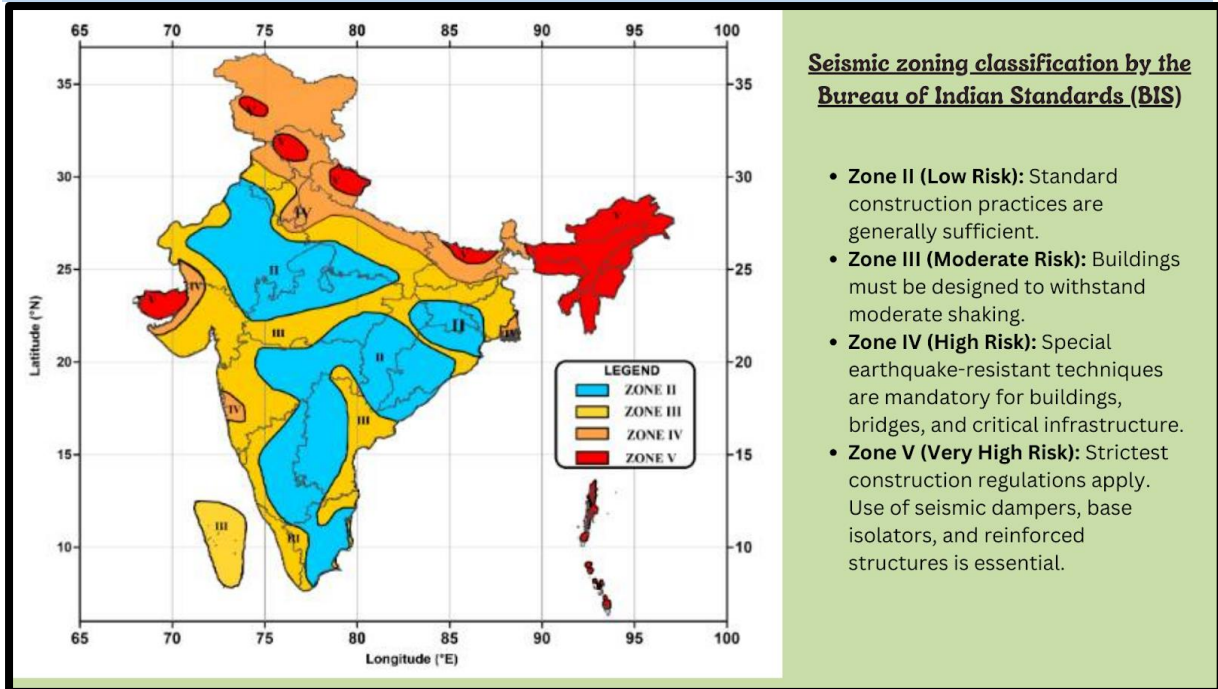 65 70 75 80 85 90 95 100
35 35
30 30
25 25
20 20
15 15
10 10
65 70 75 80 85 90 95 100
Latitude (°N)
Longitude (°E)
V
V
IV
V
II
IV
V
III
II
II
IV
III
III
III
LEGEND
ZONE II
ZONE III
ZONE IV
ZONE V
Seismic zoning classification by the
Bureau of Indian Standards (BIS)
• Zone II (Low Risk): Standard
construction practices are
generally sufficient.
• Zone III (Moderate Risk): Buildings
must be designed to withstand
moderate shaking.
• Zone IV (High Risk): Special
earthquake-resistant techniques
are mandatory for buildings,
bridges, and critical infrastructure.
• Zone V (Very High Risk): Strictest
construction regulations apply.
Use of seismic dampers, base
isolators, and reinforced
structures is essential.